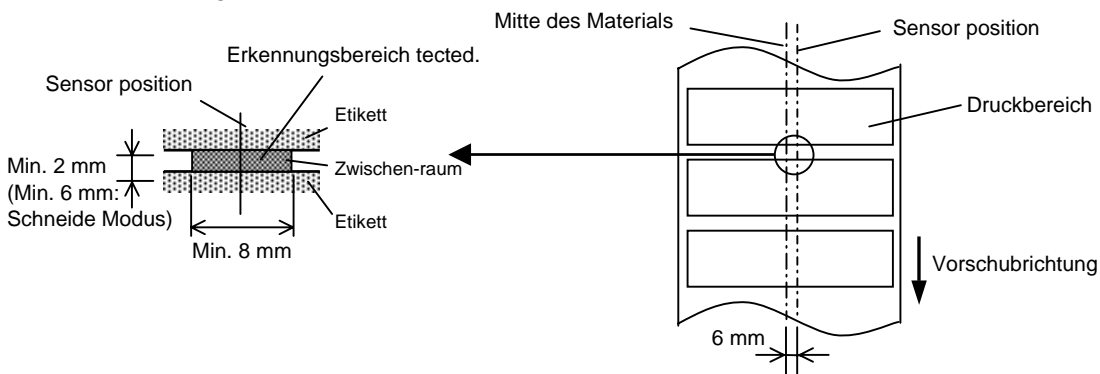 Mitte des Materials
Sensor position
Erkennungsbereich tected.
Sensor position
Etikett
Druckbereich
Min. 2 mm
(Min. 6 mm:
Schneide Modus)
Zwischen-raum
Etikett
Min. 8 mm
Vorschubrichtung
6 mm